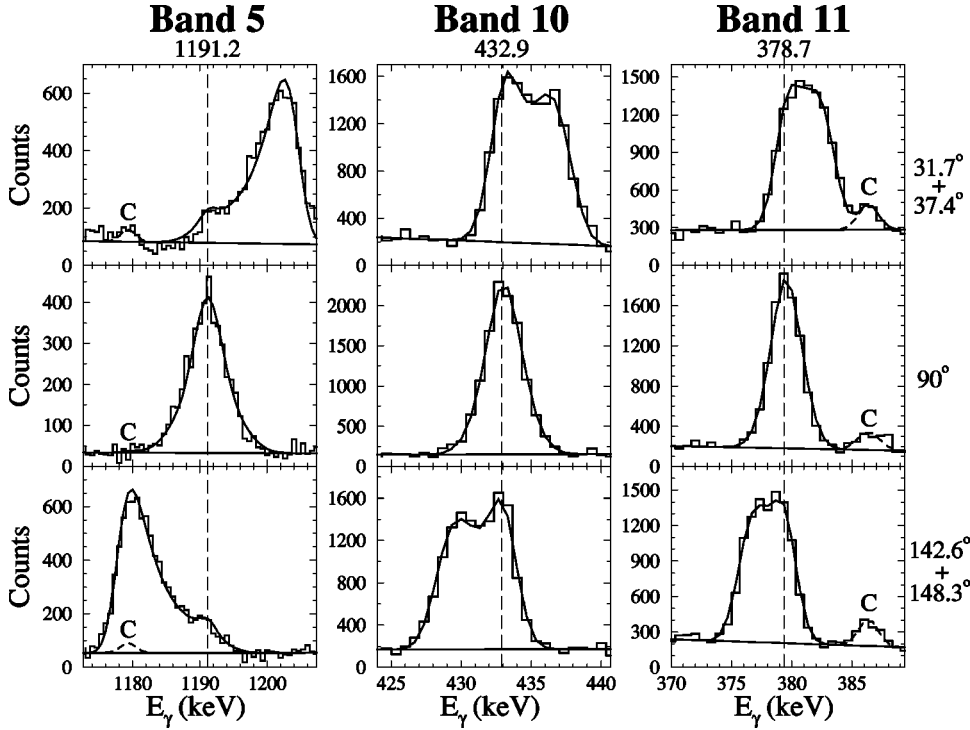 Band 5 Band 10 Band 11
1191.2 432.9 378.7
600 400 200 0
1600 1200 800 400 0
1500 1200 900 600 300 0
Counts
C
C
31.7° + 37.4°
400 300 200 100 0
2000 1500 1000 500 0
1600 1200 800 400 0
Counts
C
C
90°
600 400 200 0
1600 1200 800 400 0
1500 1200 900 600 300 0
Counts
C
C
142.6° + 148.3°
1180 1190 1200
425 430 435 440
370 375 380 385
Eγ (keV) Eγ (keV) Eγ (keV)